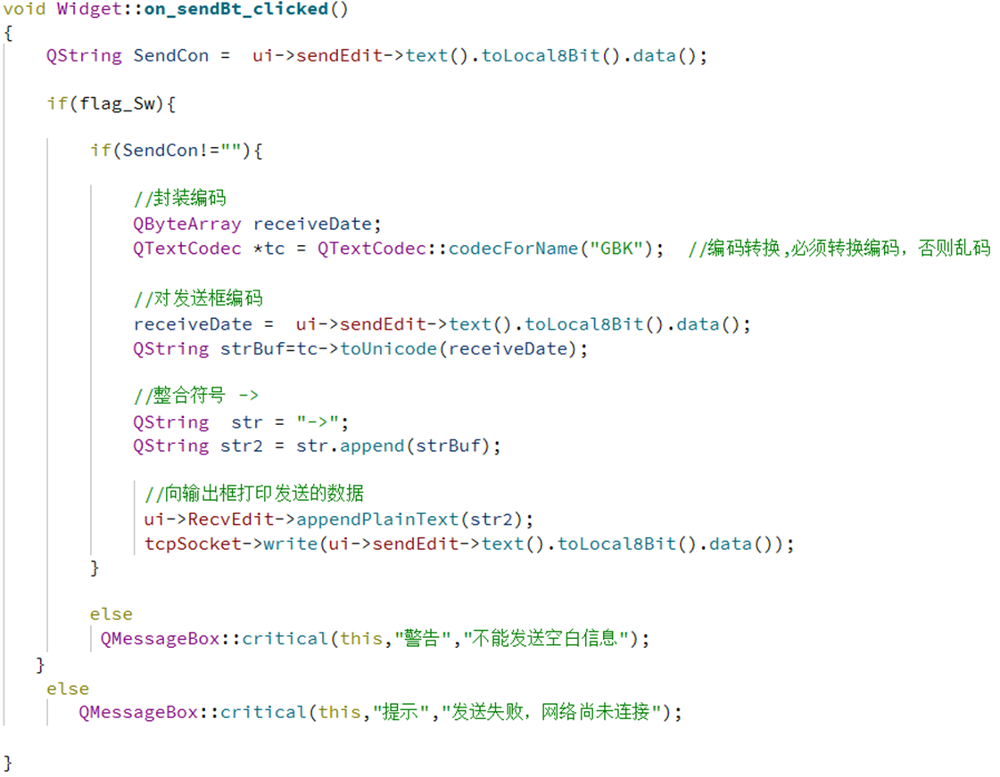 void Widget::on_sendBt_clicked()
{
    QString SendCon =  ui->sendEdit->text().toLocal8Bit().data();
    if(flag_Sw){
        if(SendCon!=""){
            //封装编码
            QByteArray receiveDate;
            QTextCodec *tc = QTextCodec::codecForName("GBK");  //编码转换,必须转换编码，否则乱码
            //对发送框编码
            receiveDate =  ui->sendEdit->text().toLocal8Bit().data();
            QString strBuf=tc->toUnicode(receiveDate);
            //整合符号 ->
            QString  str = "->";
            QString str2 = str.append(strBuf);
             //向输出框打印发送的数据
             ui->RecvEdit->appendPlainText(str2);
             tcpSocket->write(ui->sendEdit->text().toLocal8Bit().data());
        }
        else
         QMessageBox::critical(this,"警告","不能发送空白信息");
   }
    else
       QMessageBox::critical(this,"提示","发送失败，网络尚未连接");
}